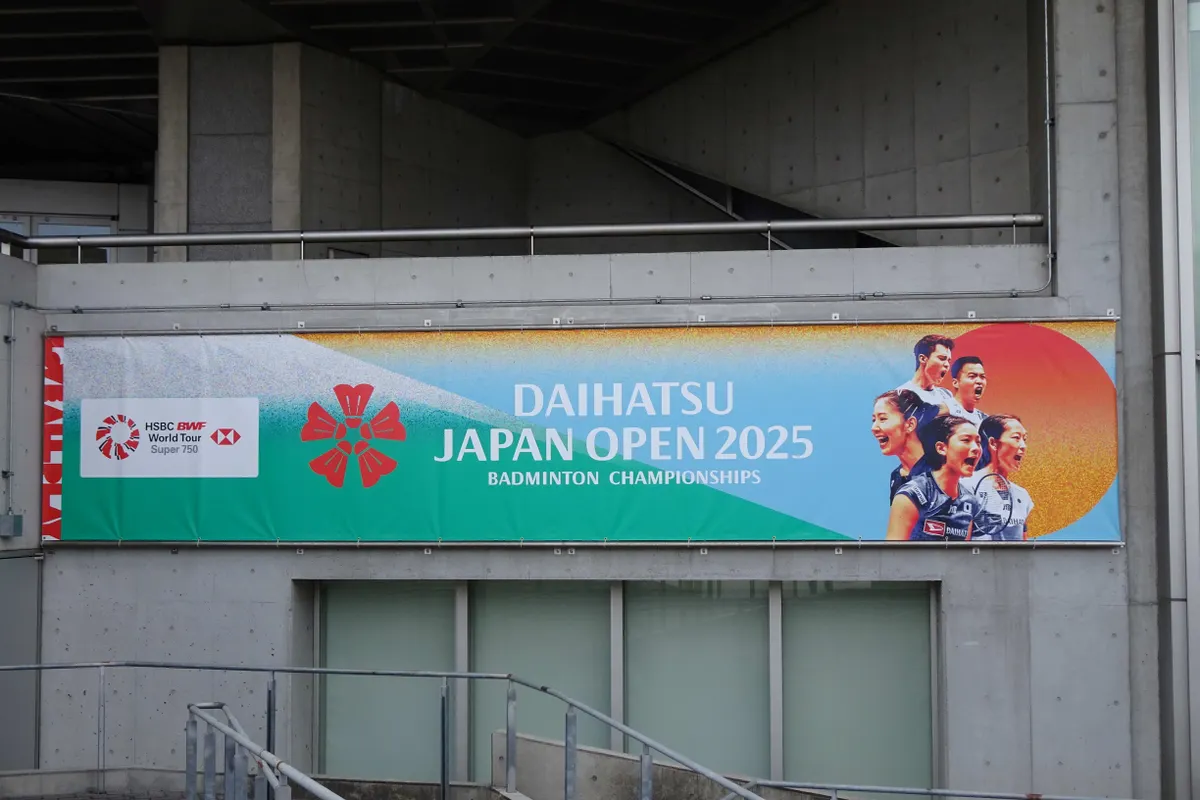 HSBC BWF
World Tour
Super 750
DAIHATSU
JAPAN OPEN 2025
BADMINTON CHAMPIONSHIPS